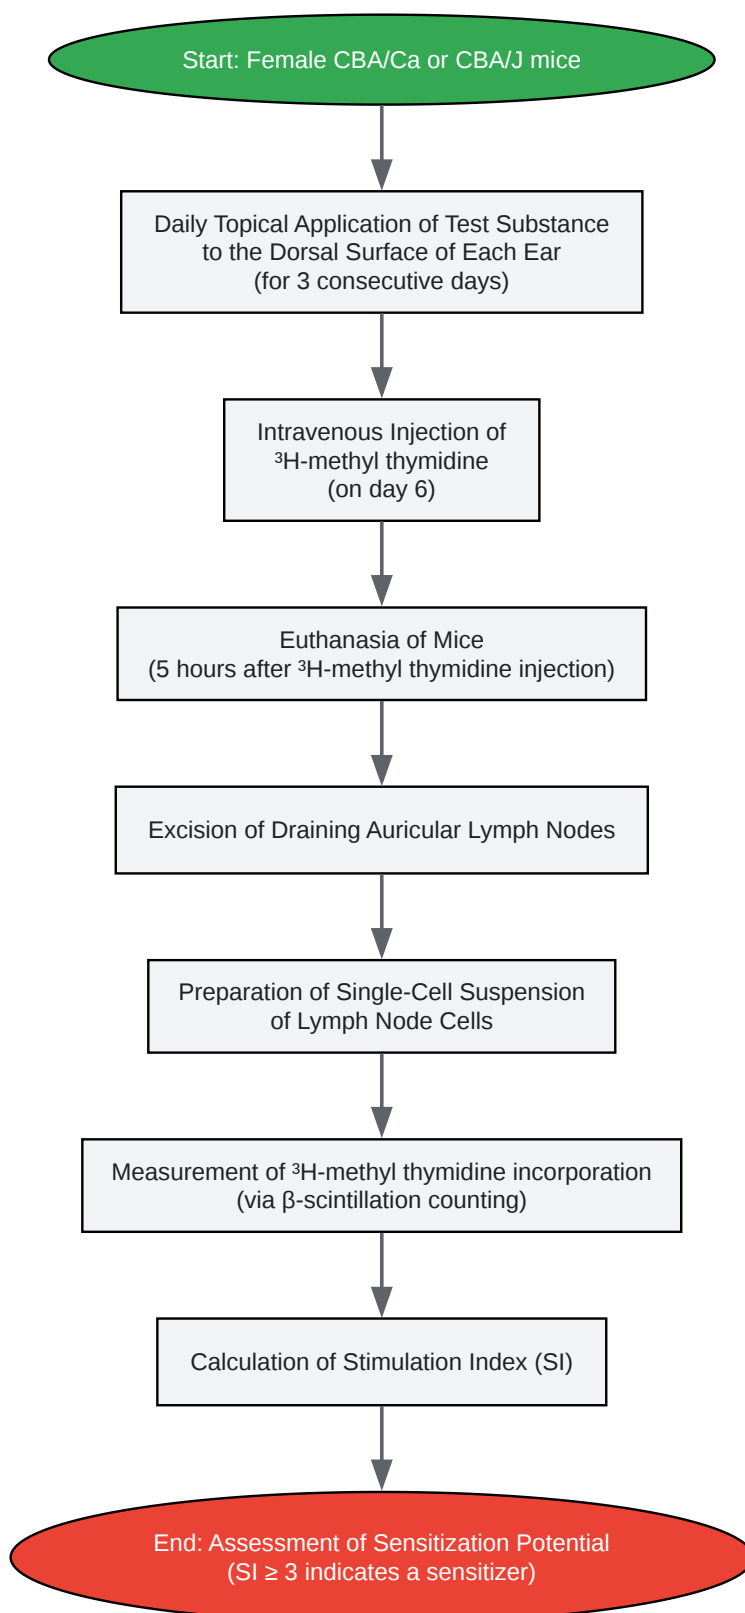 Start: Female CBA/Ca or CBA/J mice
Daily Topical Application of Test Substance
to the Dorsal Surface of Each Ear
(for 3 consecutive days)
Intravenous Injection of
³H-methyl thymidine
(on day 6)
Euthanasia of Mice
(5 hours after ³H-methyl thymidine injection)
Excision of Draining Auricular Lymph Nodes
Preparation of Single-Cell Suspension
of Lymph Node Cells
Measurement of ³H-methyl thymidine incorporation
(via β-scintillation counting)
Calculation of Stimulation Index (SI)
End: Assessment of Sensitization Potential
(SI ≥ 3 indicates a sensitizer)